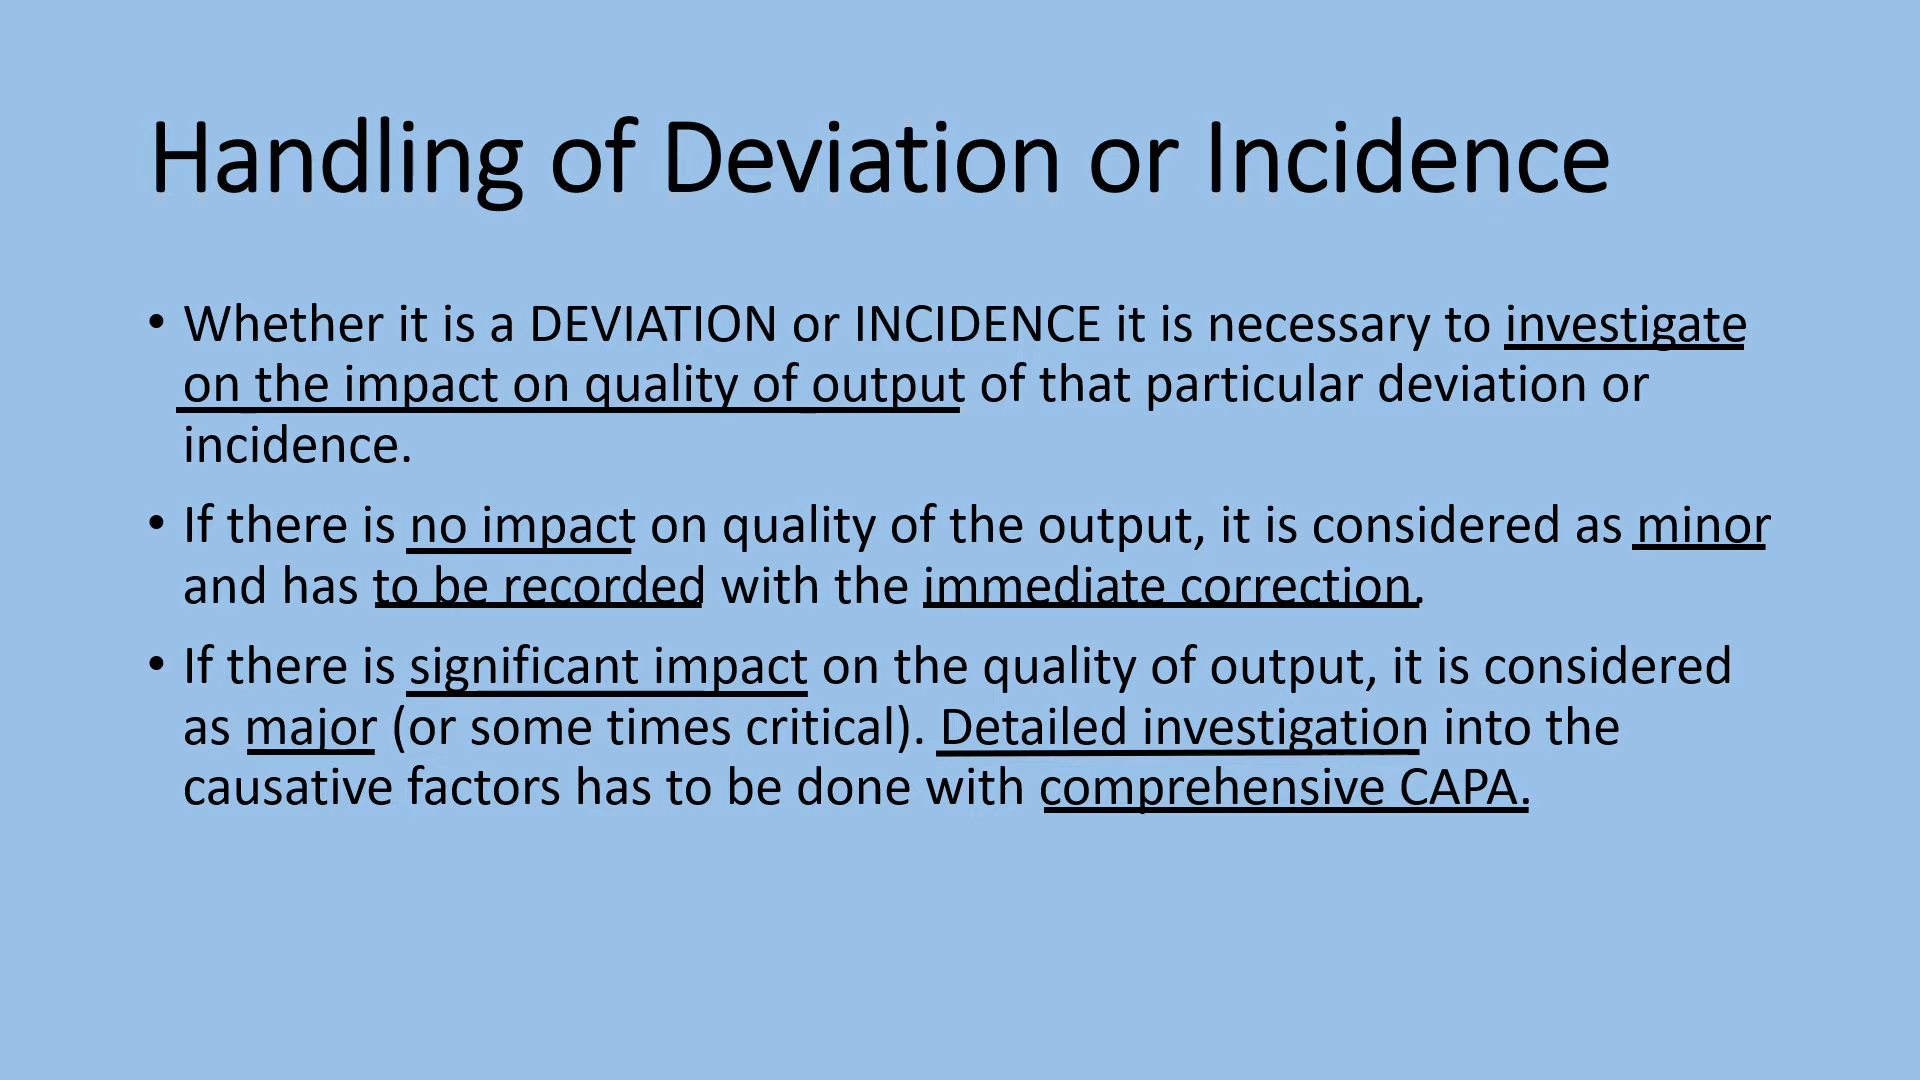 Handling of Deviation or Incidence
• Whether it is a DEVIATION or INCIDENCE it is necessary to investigate
on the impact on quality of output of that particular deviation or
incidence.
• If there is no impact on quality of the output, it is considered as minor
and has to be recorded with the immediate correction.
• If there is significant impact on the quality of output, it is considered
as major (or some times critical). Detailed investigation into the
causative factors has to be done with comprehensive CAPA.